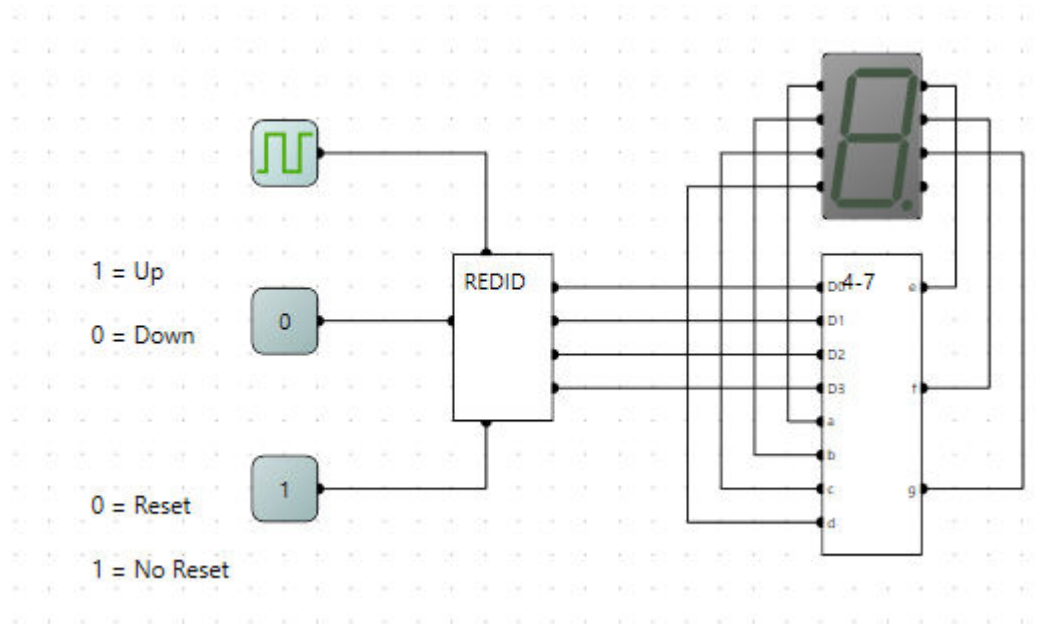 1 = Up
0 = Down
0
1
0 = Reset
1 = No Reset
REDID
4-7
D0
D1
D2
D3
a
b
c
d
e
f
g